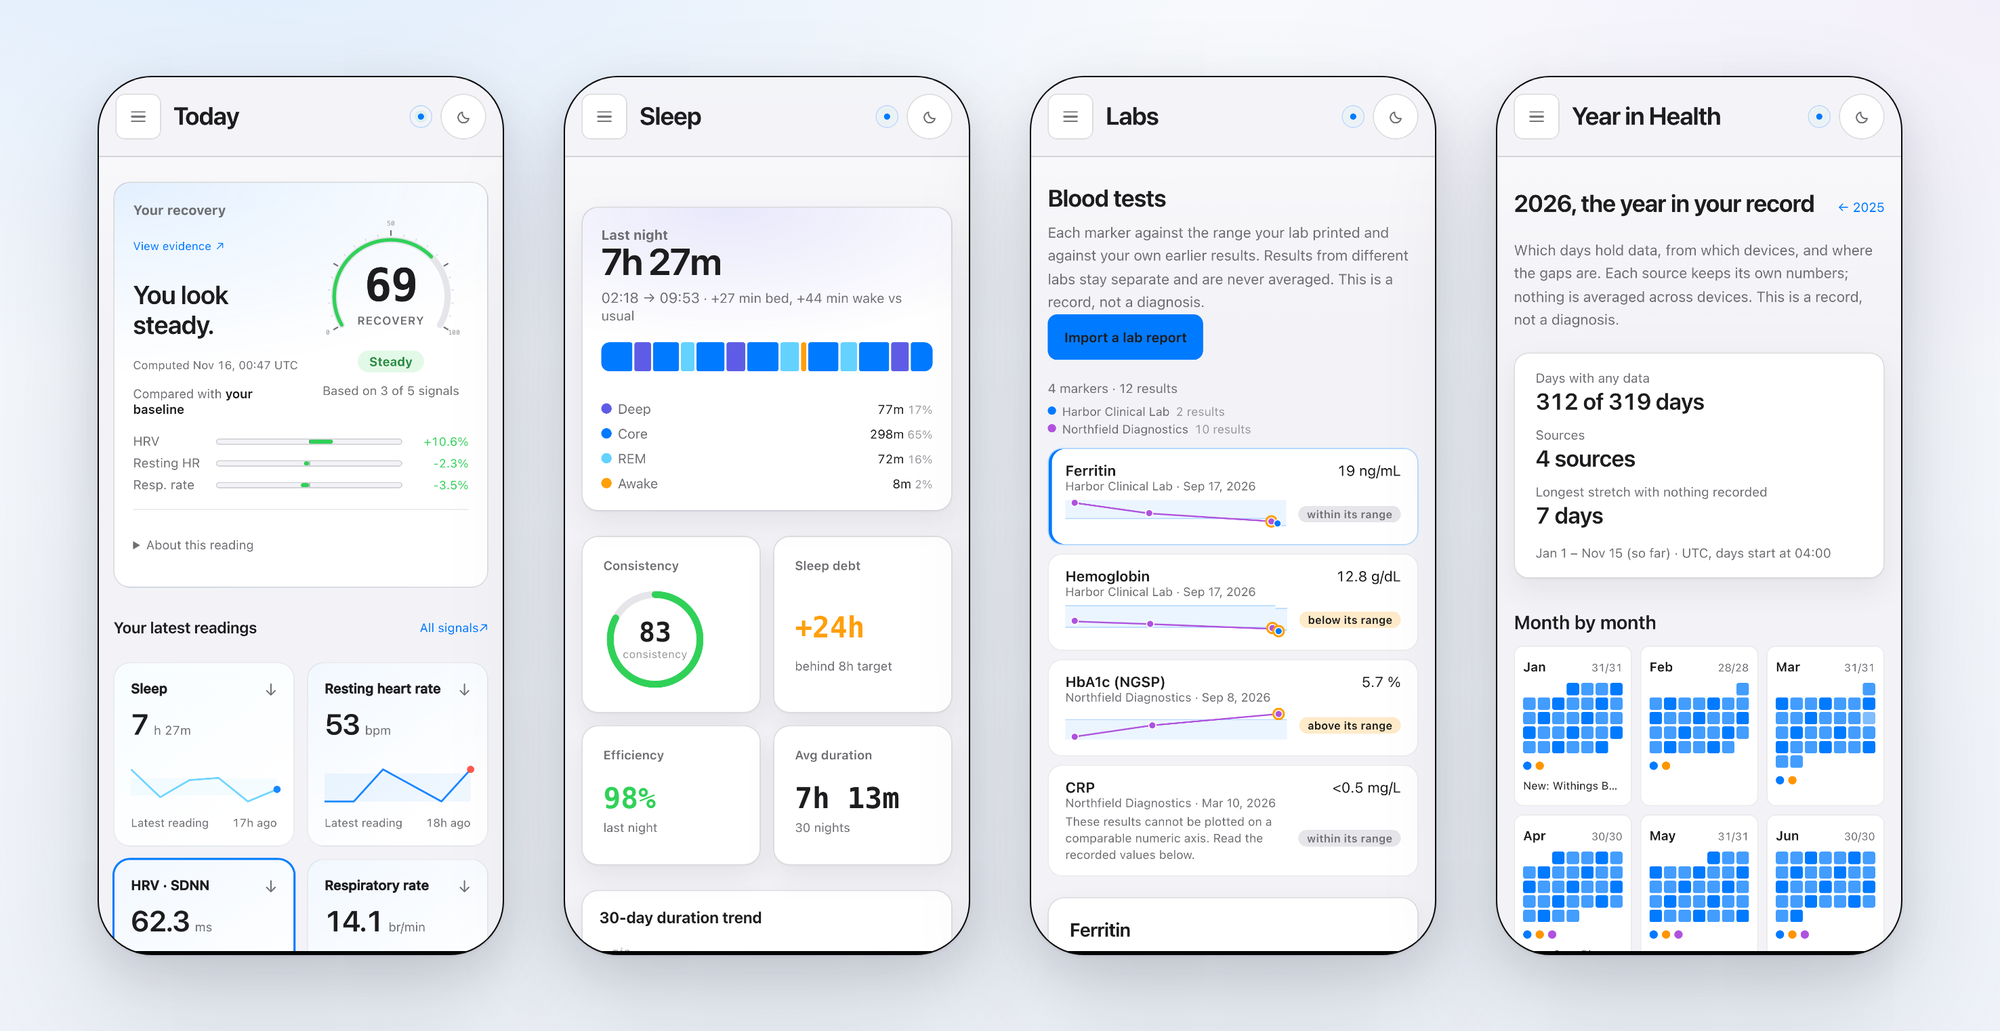 Today
Your recovery
View evidence ↗
You look
steady.
Computed Nov 16, 00:47 UTC
Compared with your
baseline
0
50
100
69
RECOVERY
Steady
Based on 3 of 5 signals
HRV +10.6%
Resting HR -2.3%
Resp. rate -3.5%
▶ About this reading
Your latest readings
All signals↗
Sleep ↓
7 h 27m
Latest reading 17h ago
Resting heart rate ↓
53 bpm
Latest reading 18h ago
HRV · SDNN ↓
62.3 ms
Respiratory rate ↓
14.1 br/min
Sleep
Last night
7h 27m
02:18 → 09:53 · +27 min bed, +44 min wake vs
usual
Deep 77m 17%
Core 298m 65%
REM 72m 16%
Awake 8m 2%
Consistency
83
consistency
Sleep debt
+24h
behind 8h target
Efficiency
98%
last night
Avg duration
7h 13m
30 nights
30-day duration trend
Labs
Blood tests
Each marker against the range your lab printed and
against your own earlier results. Results from different
labs stay separate and are never averaged. This is a
record, not a diagnosis.
Import a lab report
4 markers · 12 results
Harbor Clinical Lab 2 results
Northfield Diagnostics 10 results
Ferritin 19 ng/mL
Harbor Clinical Lab · Sep 17, 2026
within its range
Hemoglobin 12.8 g/dL
Harbor Clinical Lab · Sep 17, 2026
below its range
HbA1c (NGSP) 5.7 %
Northfield Diagnostics · Sep 8, 2026
above its range
CRP <0.5 mg/L
Northfield Diagnostics · Mar 10, 2026
These results cannot be plotted on a
comparable numeric axis. Read the
recorded values below.
within its range
Ferritin
Year in Health
2026, the year in your record
← 2025
Which days hold data, from which devices, and where
the gaps are. Each source keeps its own numbers;
nothing is averaged across devices. This is a record,
not a diagnosis.
Days with any data
312 of 319 days
Sources
4 sources
Longest stretch with nothing recorded
7 days
Jan 1 – Nov 15 (so far) · UTC, days start at 04:00
Month by month
Jan 31/31
New: Withings B...
Feb 28/28
Mar 31/31
Apr 30/30
May 31/31
Jun 30/30